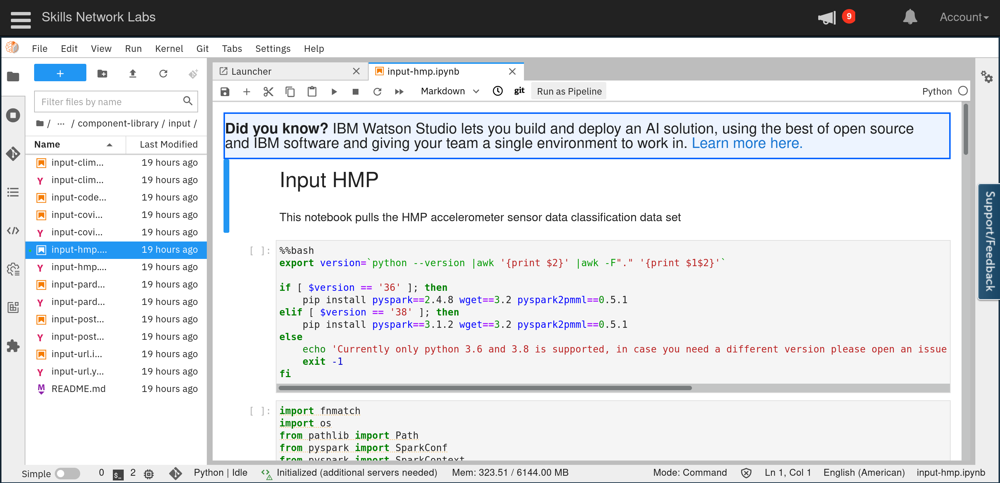 Skills Network Labs
9
Account
File Edit View Run Kernel Git Tabs Settings Help
Filter files by name
/ ... / component-library / input /
Name Last Modified
input-clim... 19 hours ago
input-clim... 19 hours ago
input-code... 19 hours ago
input-covi... 19 hours ago
input-covi... 19 hours ago
input-hmp.... 19 hours ago
input-hmp.... 19 hours ago
input-pard... 19 hours ago
input-pard... 19 hours ago
input-post... 19 hours ago
input-post... 19 hours ago
input-url.i... 19 hours ago
input-url.y... 19 hours ago
README.md 19 hours ago
Launcher
input-hmp.ipynb
Markdown
git
Run as Pipeline
Python
Did you know? IBM Watson Studio lets you build and deploy an AI solution, using the best of open source
and IBM software and giving your team a single environment to work in. Learn more here.
Input HMP
This notebook pulls the HMP accelerometer sensor data classification data set
[ ]:
%%bash
export version=`python --version |awk '{print $2}' |awk -F"." '{print $1$2}'`
if [ $version == '36' ]; then
    pip install pyspark==2.4.8 wget==3.2 pyspark2pmml==0.5.1
elif [ $version == '38' ]; then
    pip install pyspark==3.1.2 wget==3.2 pyspark2pmml==0.5.1
else
    echo 'Currently only python 3.6 and 3.8 is supported, in case you need a different version please open an issue
    exit -1
fi
[ ]:
import fnmatch
import os
from pathlib import Path
from pyspark import SparkConf
from pyspark import SparkContext
Support/Feedback
Simple 0 $_ 2 Python | Idle Initialized (additional servers needed) Mem: 323.51 / 6144.00 MB Mode: Command Ln 1, Col 1 English (American) input-hmp.ipynb